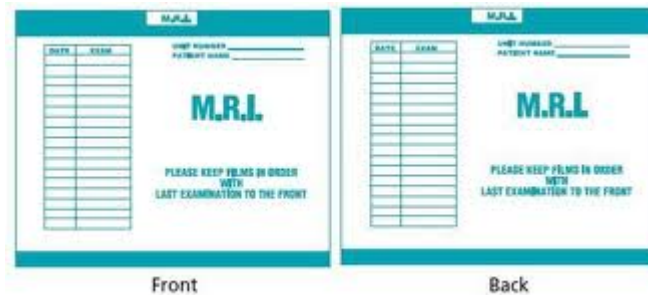 M.R.I.
DATE EXAM
UNIT NUMBER
PATIENT NAME
M.R.I.
PLEASE KEEP FILMS IN ORDER
WITH
LAST EXAMINATION TO THE FRONT
Front
M.R.I.
DATE EXAM
UNIT NUMBER
PATIENT NAME
M.R.I.
PLEASE KEEP FILMS IN ORDER
WITH
LAST EXAMINATION TO THE FRONT
Back